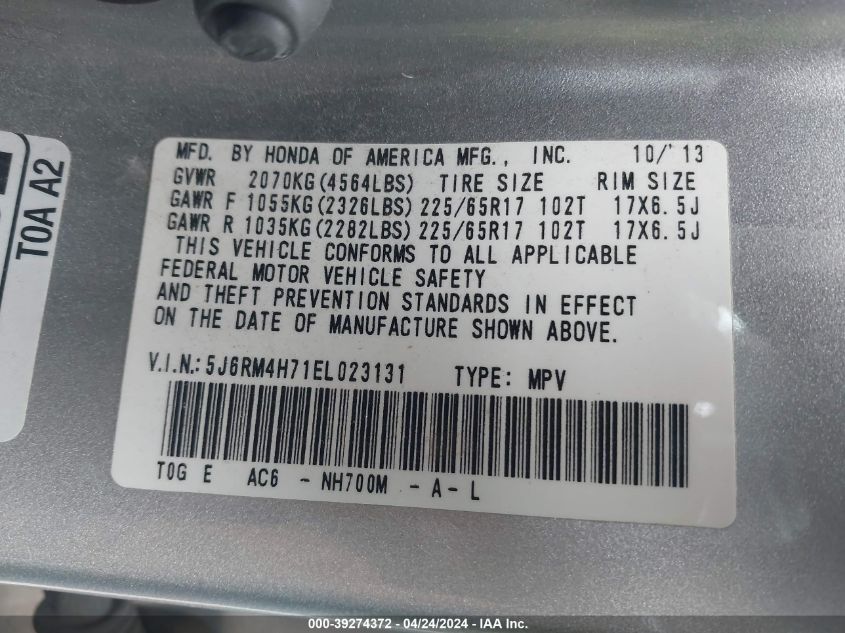 MFD. BY HONDA OF AMERICA MFG., INC. 10/'13
GVWR 2070KG(4564LBS) TIRE SIZE RIM SIZE
GAWR F 1055KG(2326LBS) 225/65R17 102T 17X6.5J
GAWR R 1035KG(2282LBS) 225/65R17 102T 17X6.5J
THIS VEHICLE CONFORMS TO ALL APPLICABLE
FEDERAL MOTOR VEHICLE SAFETY
AND THEFT PREVENTION STANDARDS IN EFFECT
ON THE DATE OF MANUFACTURE SHOWN ABOVE.
V.I.N.: 5J6RM4H71EL023131 TYPE: MPV
T0G E AC6 - NH700M - A - L
T0A A2
000-39274372 - 04/24/2024 - IAA Inc.